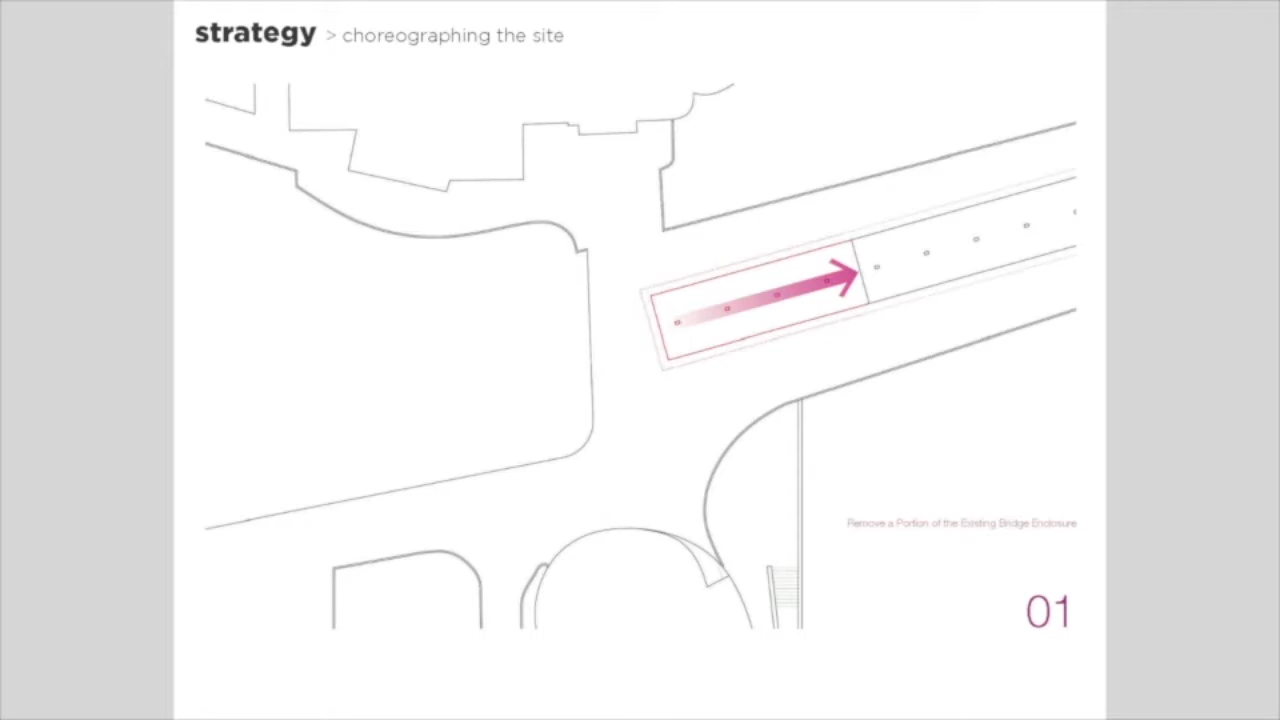 strategy > choreographing the site
Remove a Portion of the Existing Bridge Enclosure
01